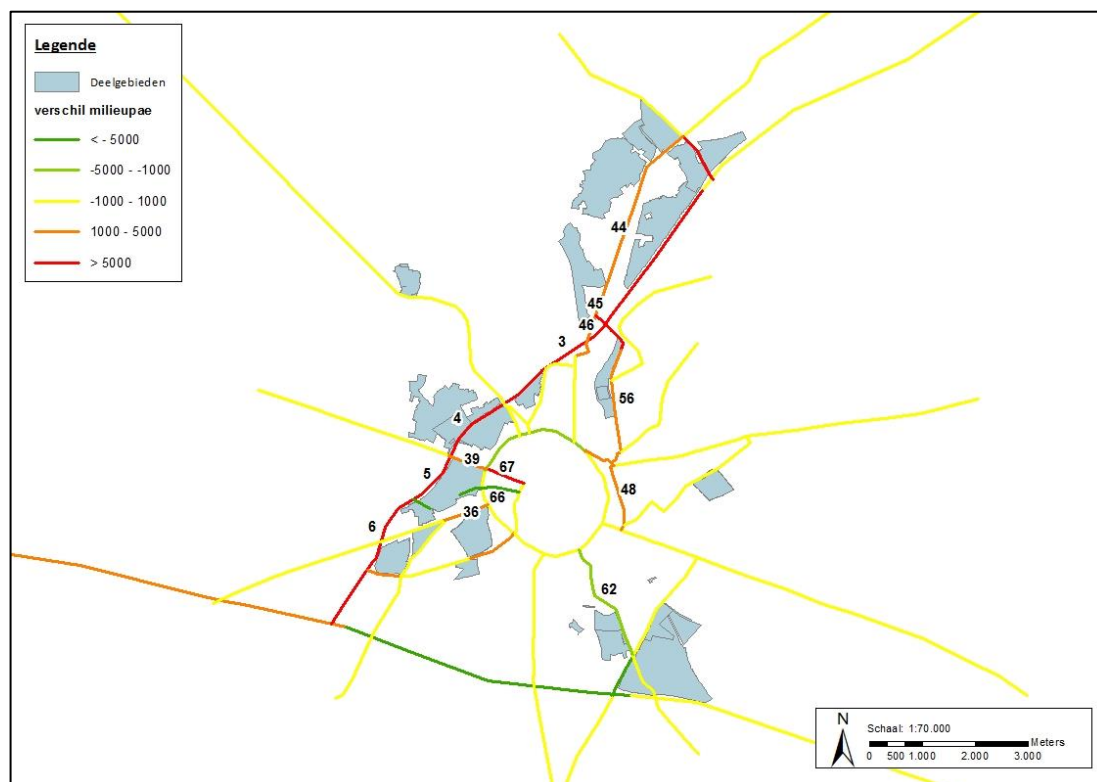 Legende
Deelgebieden
verschil milieupae
< - 5000
-5000 - -1000
-1000 - 1000
1000 - 5000
> 5000
44
45
46
3
56
4
39
67
5
66
48
36
6
62
N
Schaal: 1:70.000
Meters
0 500 1.000 2.000 3.000